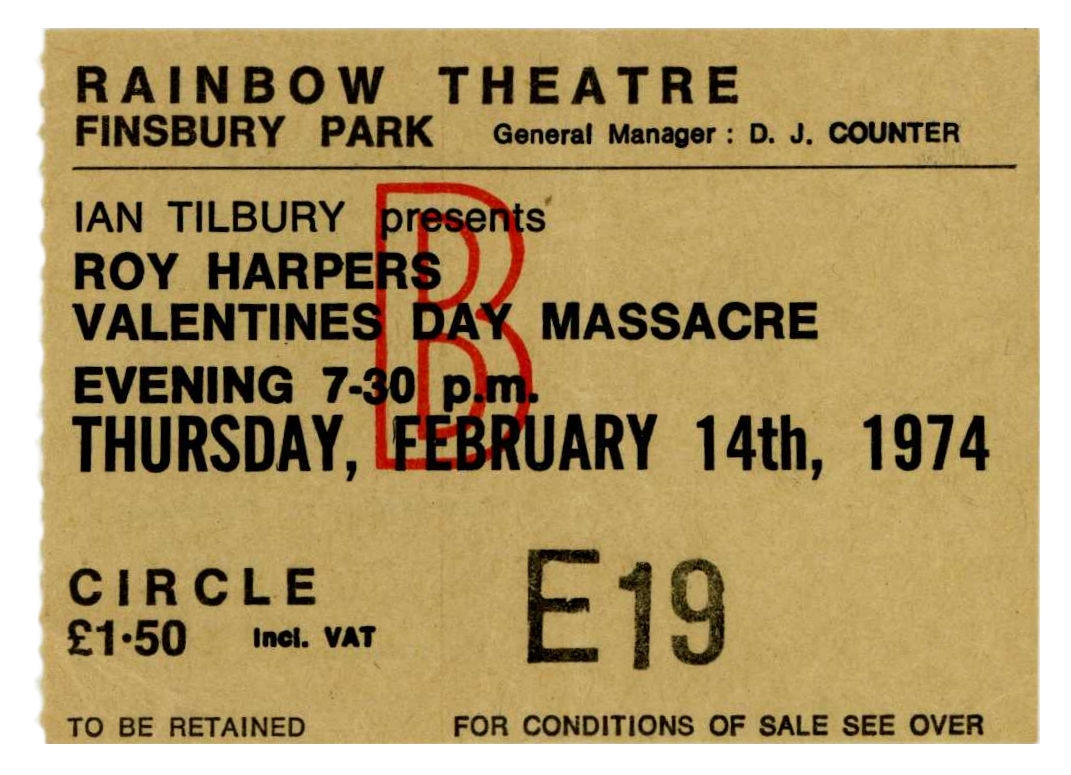 RAINBOW THEATRE
FINSBURY PARK General Manager : D. J. COUNTER
IAN TILBURY presents
ROY HARPERS
VALENTINES DAY MASSACRE
EVENING 7-30 p.m.
THURSDAY, FEBRUARY 14th, 1974
B
CIRCLE
£1·50 Incl. VAT
E19
TO BE RETAINED FOR CONDITIONS OF SALE SEE OVER